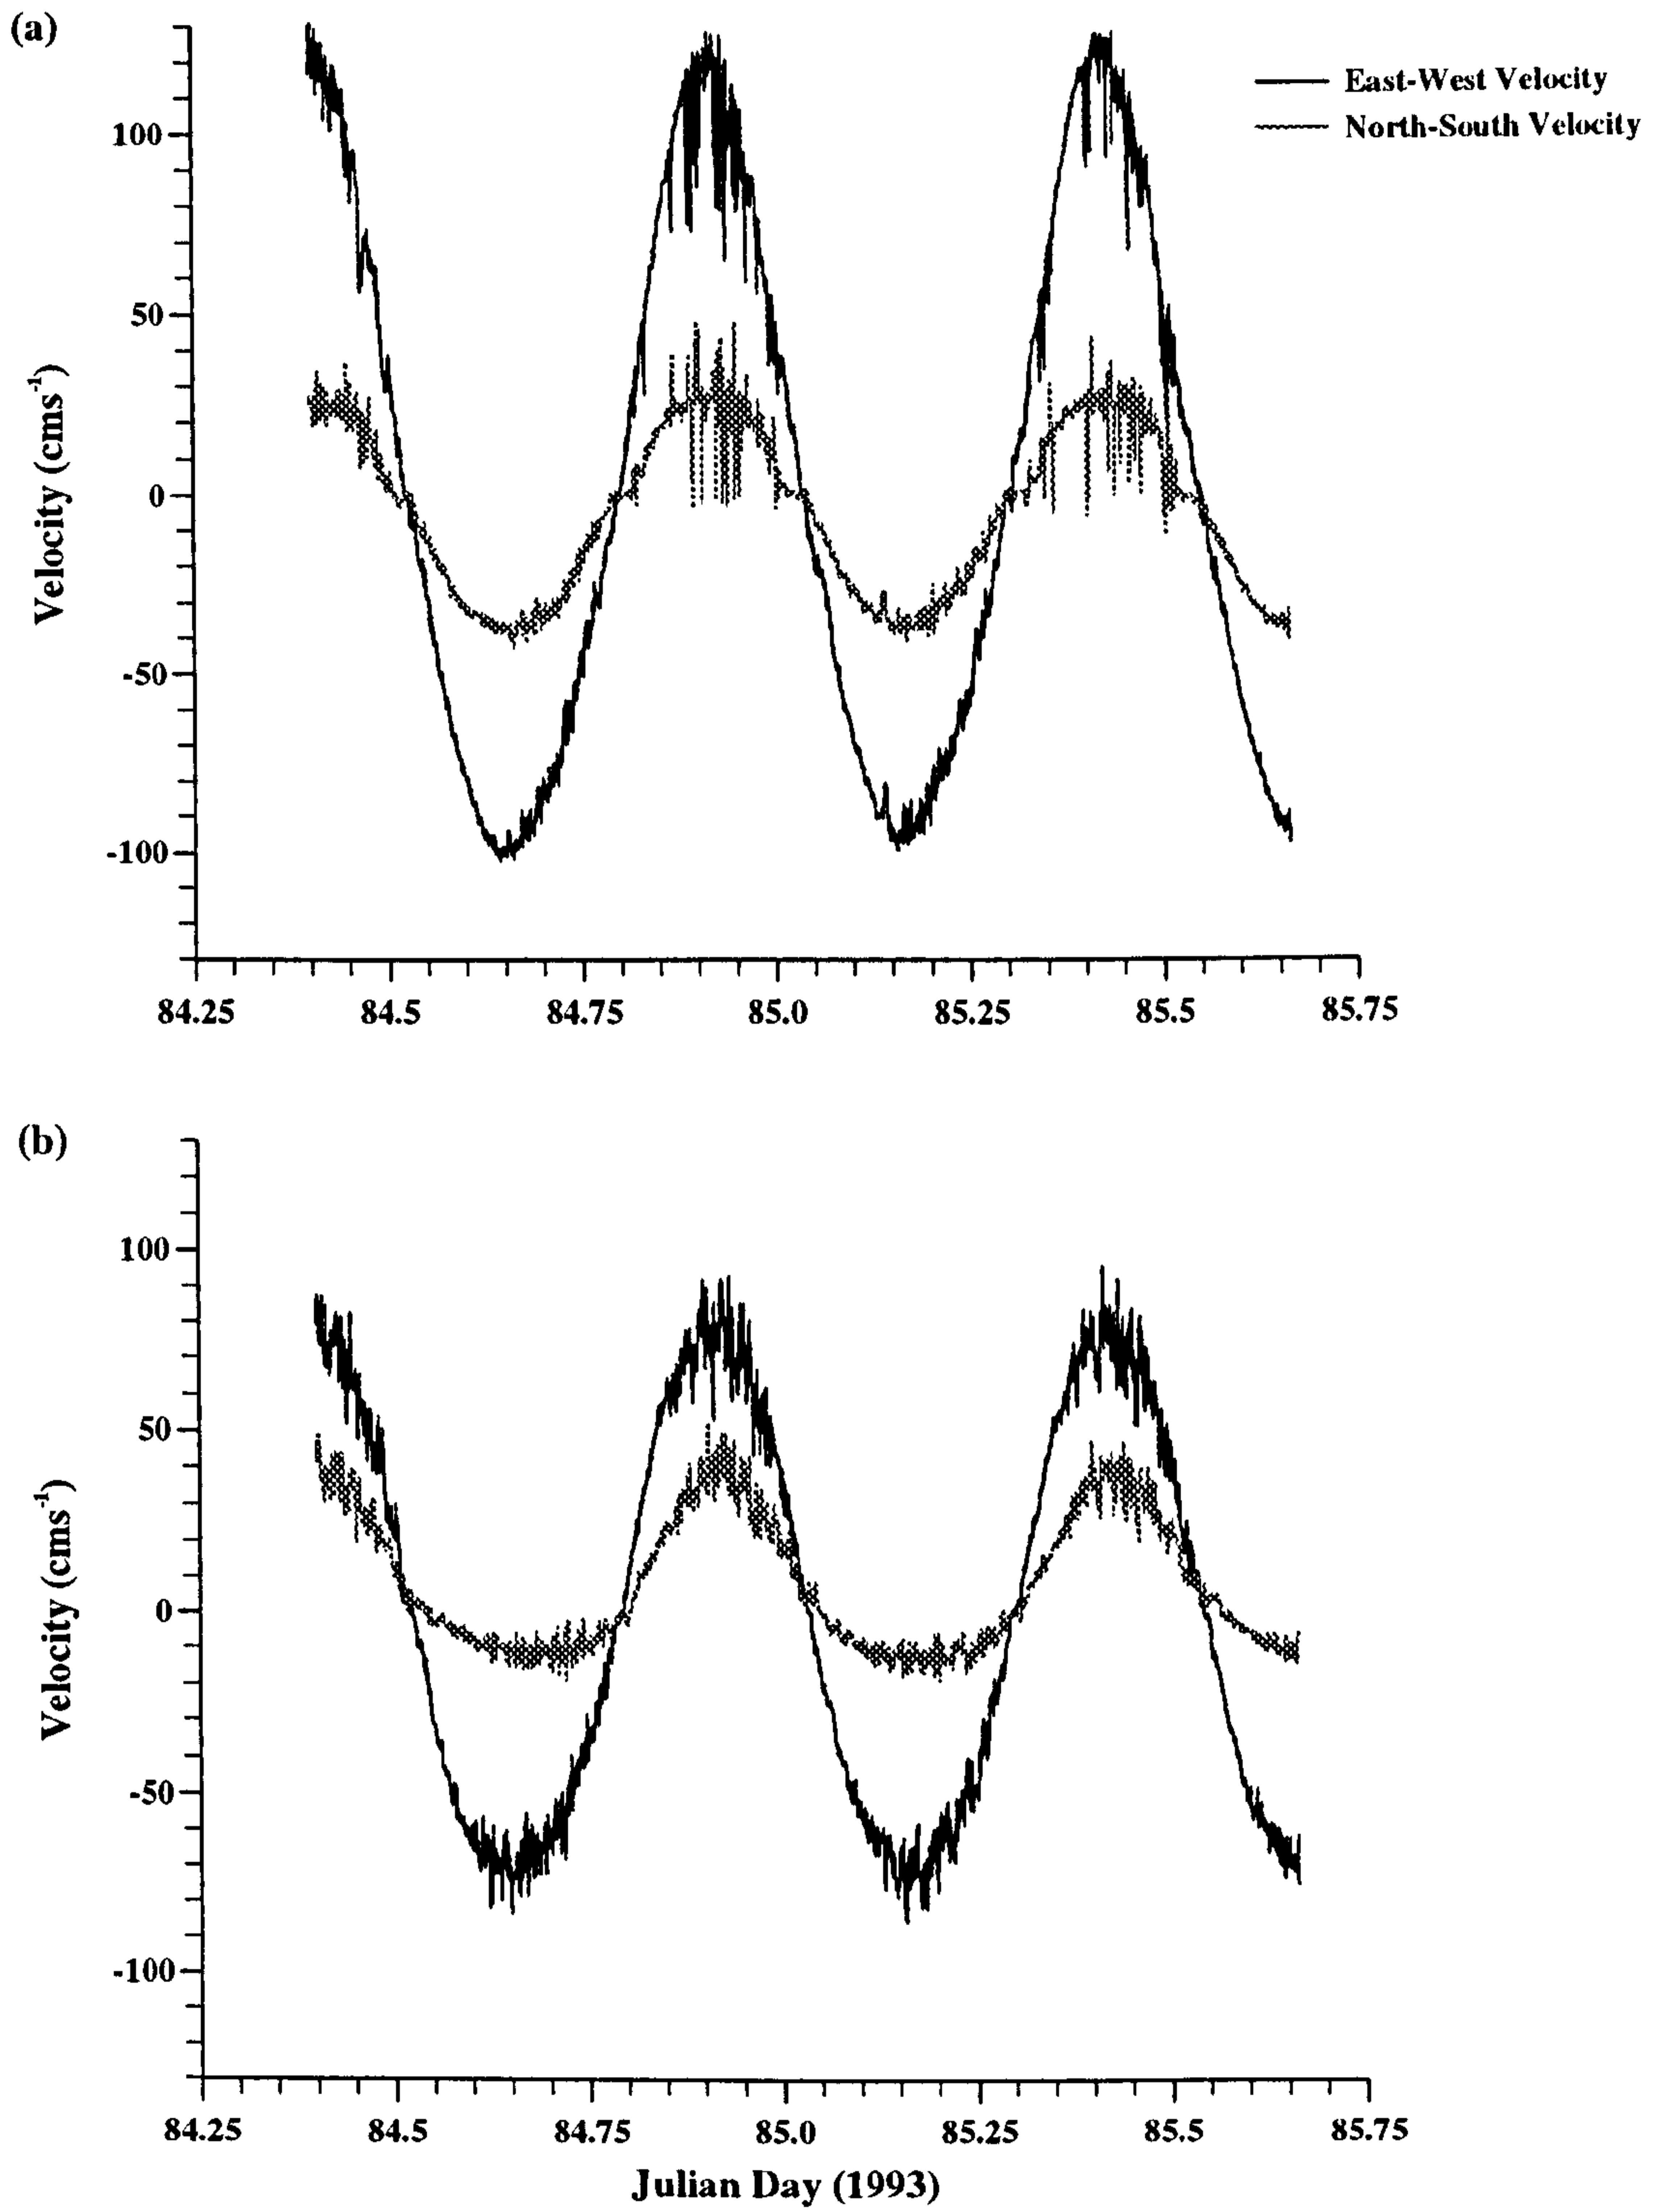 (a)
East-West Velocity
North-South Velocity
100
50
0
-50
-100
Velocity (cms⁻¹)
84.25 84.5 84.75 85.0 85.25 85.5 85.75
(b)
100
50
0
-50
-100
Velocity (cms⁻¹)
84.25 84.5 84.75 85.0 85.25 85.5 85.75
Julian Day (1993)